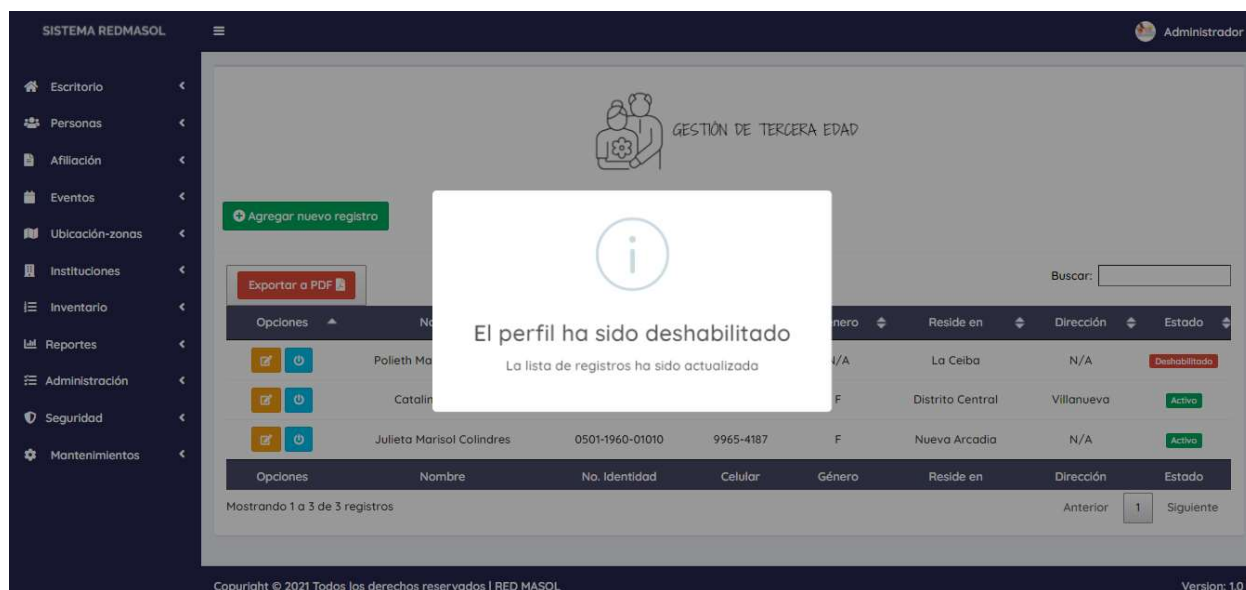 SISTEMA REDMASOL
Administrador
Escritorio
Personas
Afiliación
Eventos
Ubicación-zonas
Instituciones
Inventario
Reportes
Administración
Seguridad
Mantenimientos
GESTIÓN DE TERCERA EDAD
Agregar nuevo registro
Exportar a PDF
Buscar:
El perfil ha sido deshabilitado
La lista de registros ha sido actualizada
Opciones Reside en Dirección Estado
Polieth La Ceiba N/A Deshabilitado
F Distrito Central Villanueva Activo
Julieta Marisol Colindres 0501-1960-01010 9965-4187 F Nueva Arcadia N/A Activo
Opciones Nombre No. Identidad Celular Género Reside en Dirección Estado
Mostrando 1 a 3 de 3 registros
Anterior 1 Siguiente
Copyright © 2021 Todos los derechos reservados | RED MASOL
Version: 1.0